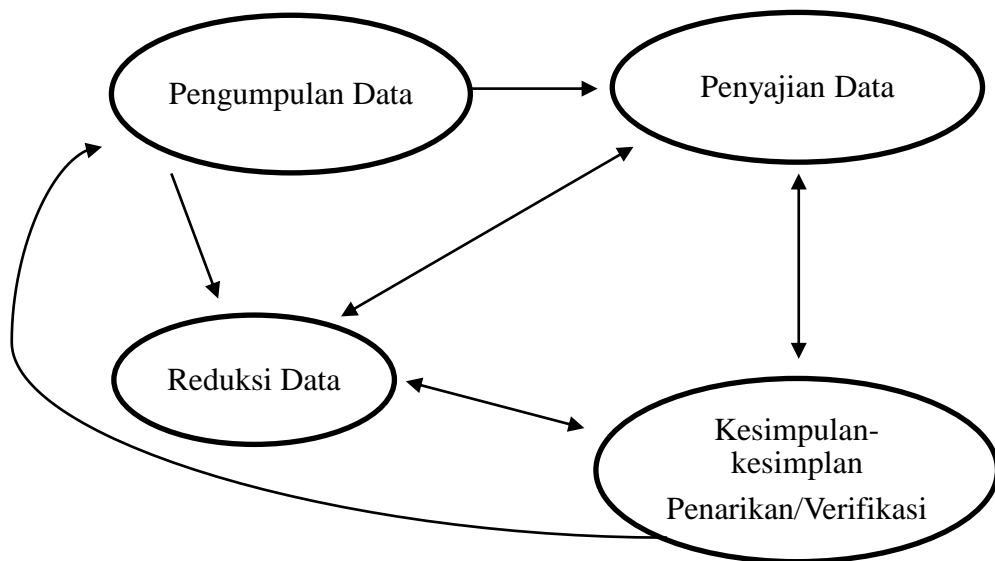 Pengumpulan Data
Penyajian Data
Reduksi Data
Kesimpulan-
kesimplan
Penarikan/Verifikasi